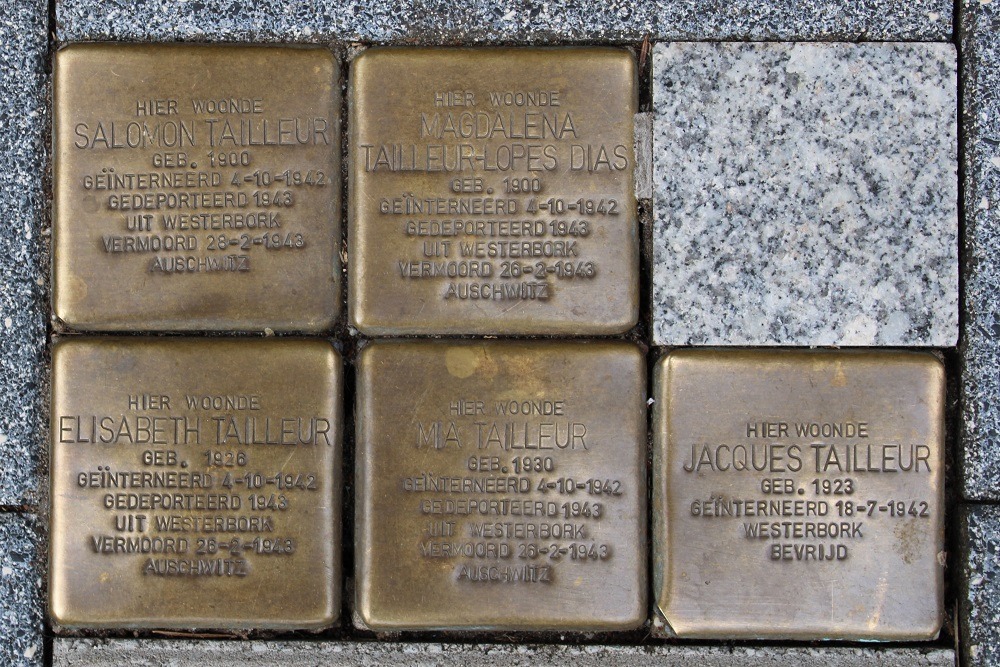 HIER WOONDE
SALOMON TAILLEUR
GEB. 1900
GEÏNTERNEERD 4-10-1942
GEDEPORTEERD 1943
UIT WESTERBORK
VERMOORD 28-2-1943
AUSCHWITZ
HIER WOONDE
MAGDALENA
TAILLEUR-LOPES DIAS
GEB. 1900
GEÏNTERNEERD 4-10-1942
GEDEPORTEERD 1943
UIT WESTERBORK
VERMOORD 26-2-1943
AUSCHWITZ
HIER WOONDE
ELISABETH TAILLEUR
GEB. 1926
GEÏNTERNEERD 4-10-1942
GEDEPORTEERD 1943
UIT WESTERBORK
VERMOORD 26-2-1943
AUSCHWITZ
HIER WOONDE
MIA TAILLEUR
GEB. 1930
GEÏNTERNEERD 4-10-1942
GEDEPORTEERD 1943
UIT WESTERBORK
VERMOORD 26-2-1943
AUSCHWITZ
HIER WOONDE
JACQUES TAILLEUR
GEB. 1923
GEÏNTERNEERD 18-7-1942
WESTERBORK
BEVRIJD